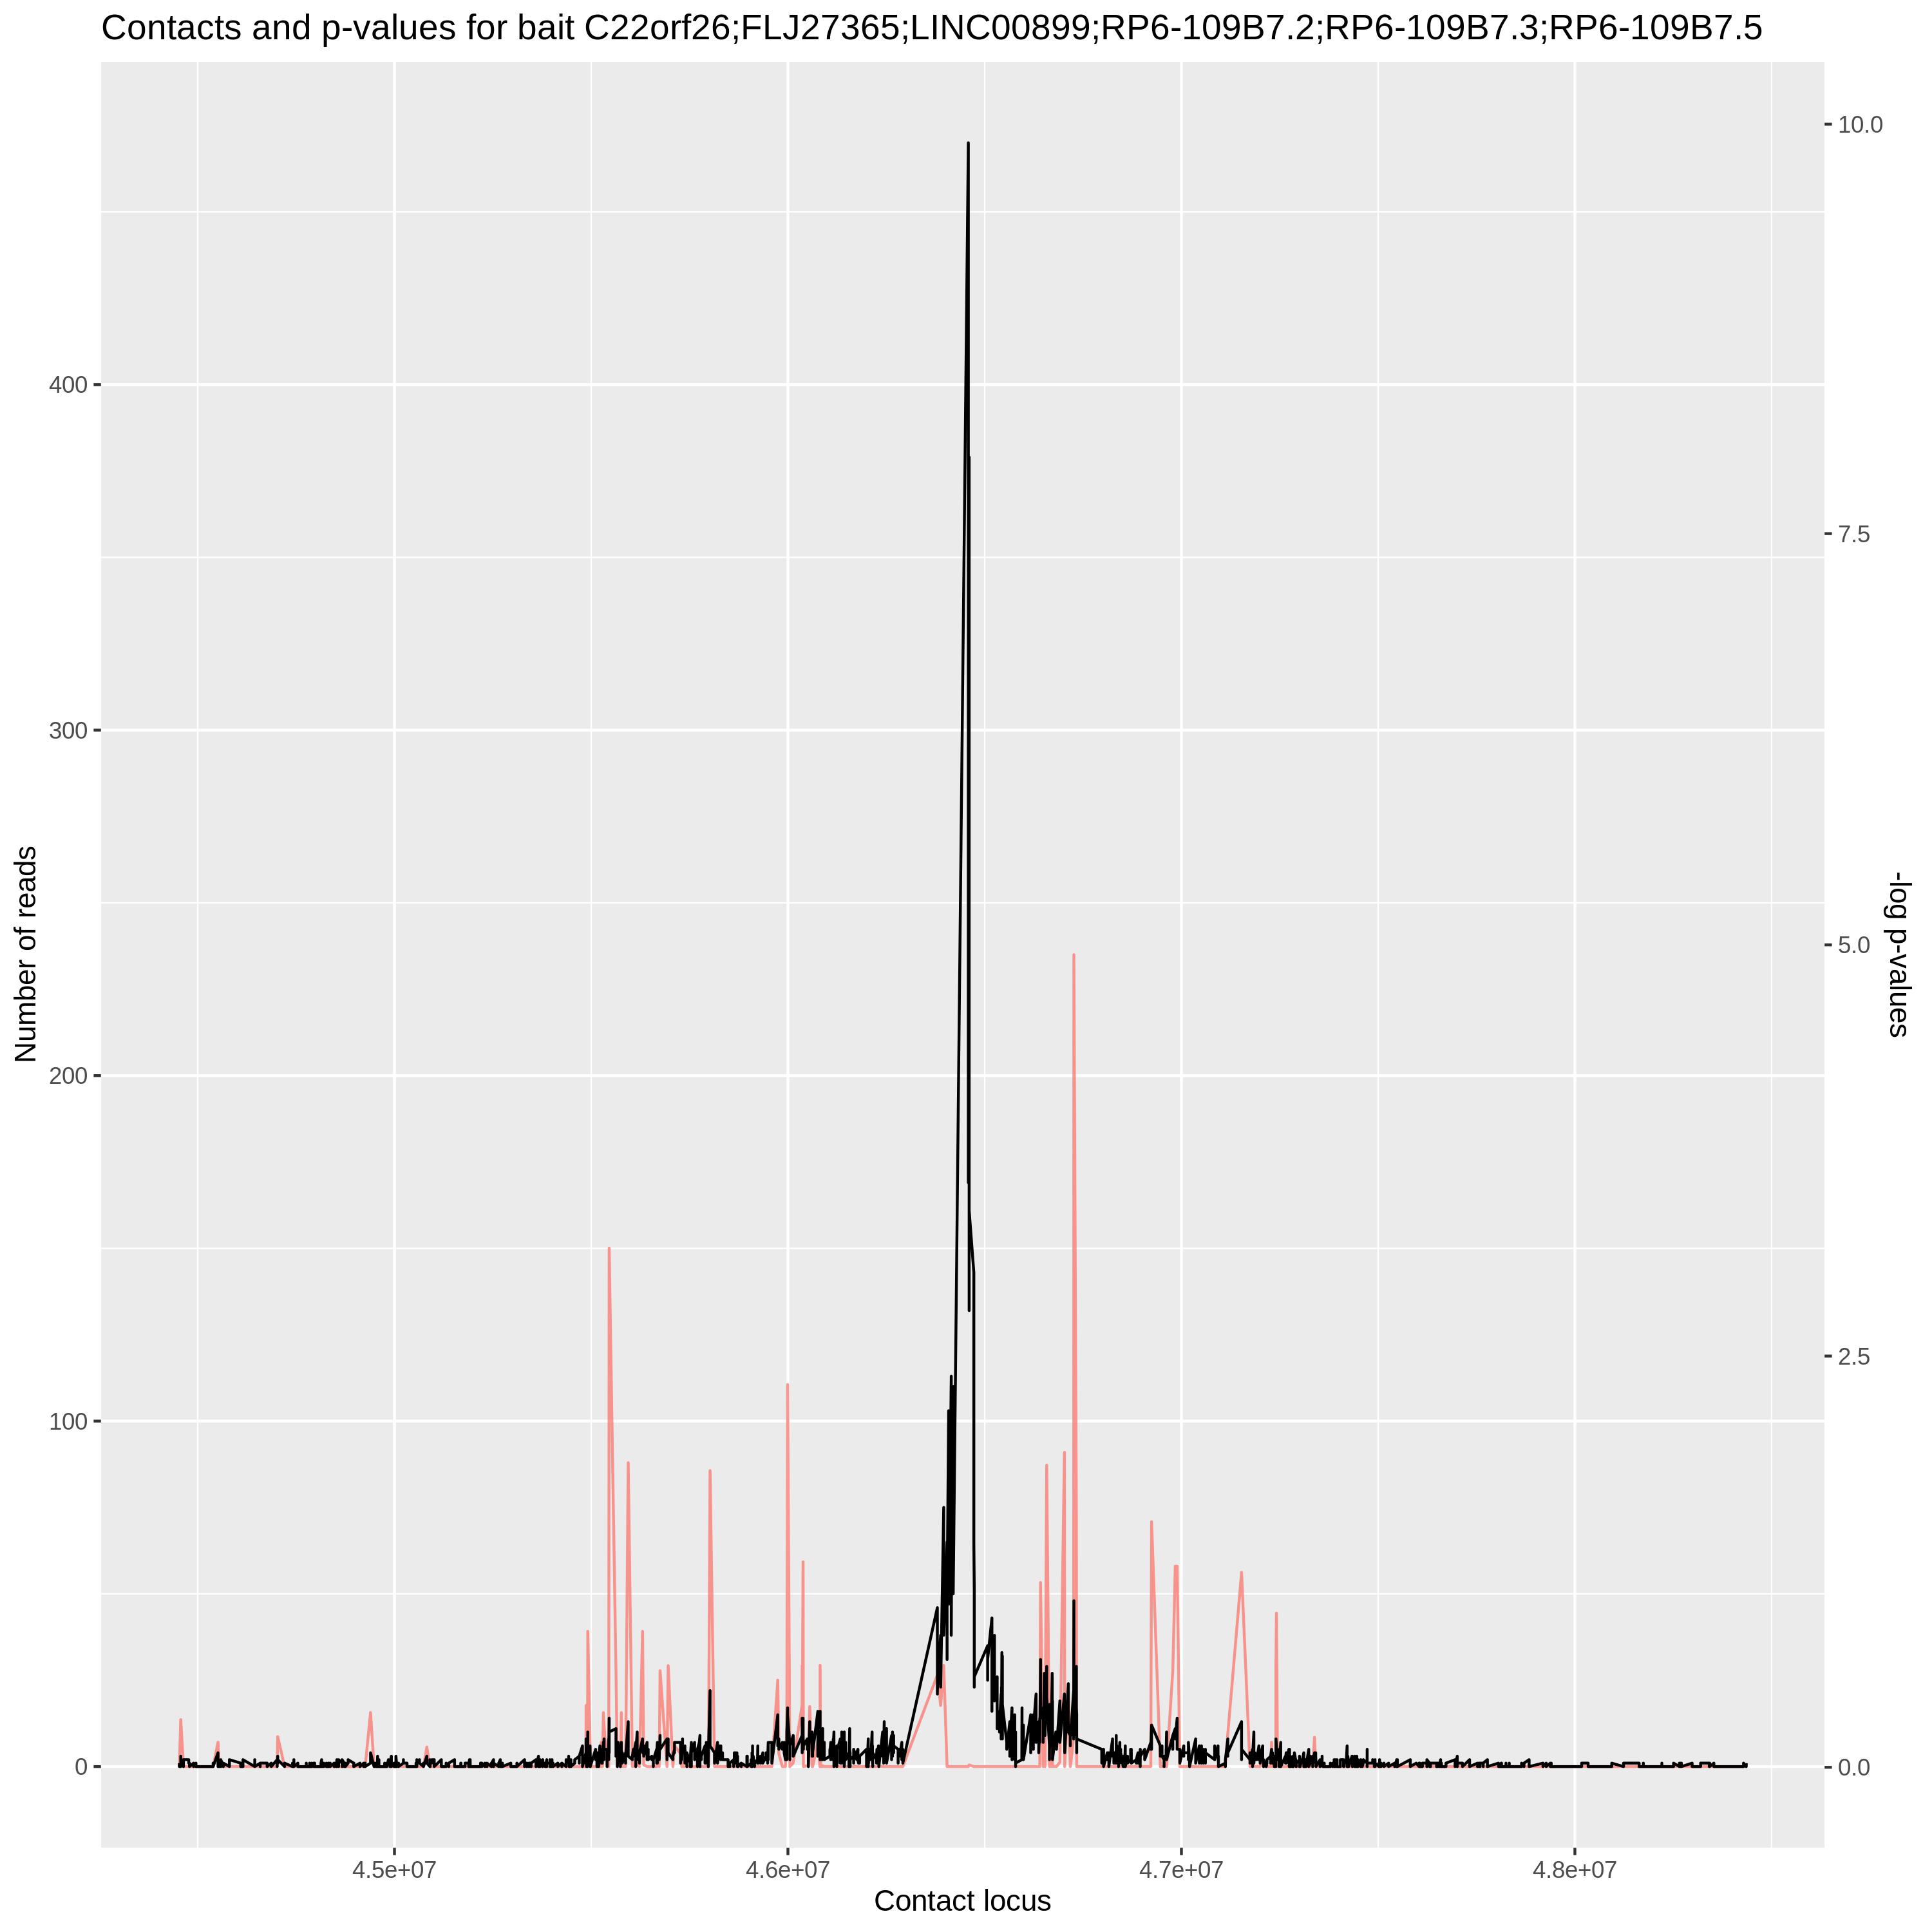 Contacts and p-values for bait C22orf26;FLJ27365;LINC00899;RP6-109B7.2;RP6-109B7.3;RP6-109B7.5
Number of reads
400
300
200
100
0
10.0
7.5
5.0
2.5
0.0
-log p-values
4.5e+07
4.6e+07
4.7e+07
4.8e+07
Contact locus